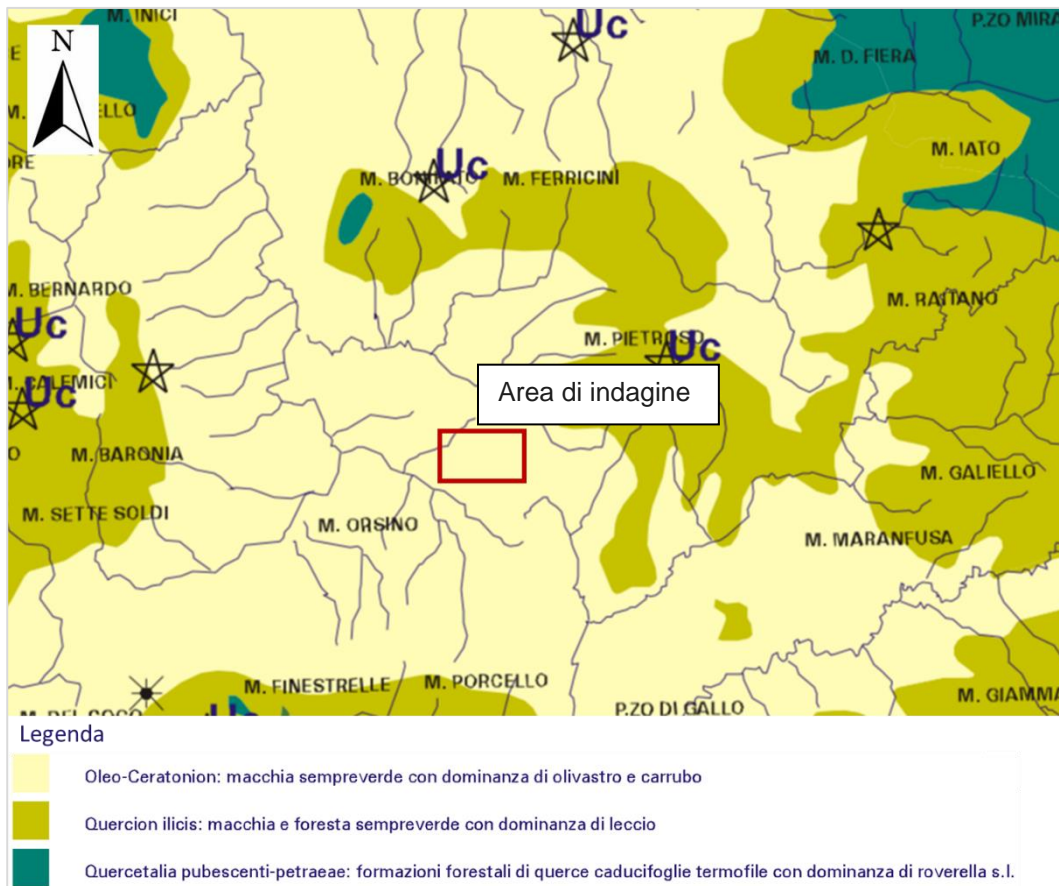 M. INICI
Uc
P.ZO MIRA
N
M. D. FIERA
M.
ELLO
M. IATO
Uc
M. BONIFATO
M. FERRICINI
M. BERNARDO
M. RAITANO
Uc
M. PIETROSO
Uc
M. CALEMICI
Uc
Area di indagine
M. BARONIA
M. GALIELLO
M. SETTE SOLDI
M. ORSINO
M. MARANFUSA
M. FINESTRELLE
M. PORCELLO
M. GIAMMA
P.ZO DI GALLO
Legenda
Oleo-Ceratonion: macchia sempreverde con dominanza di olivastro e carrubo
Quercion ilicis: macchia e foresta sempreverde con dominanza di leccio
Quercetalia pubescenti-petraeae: formazioni forestali di querce caducifoglie termofile con dominanza di roverella s.l.